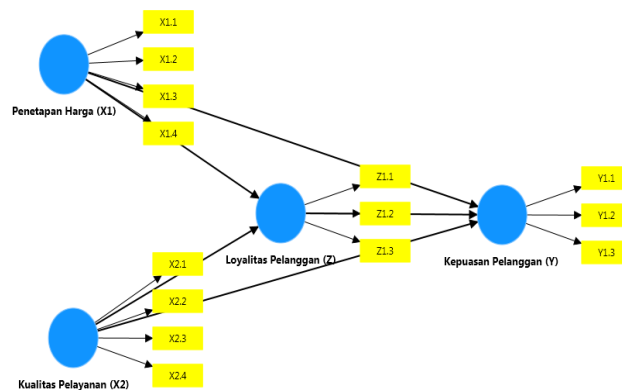 X1.1
X1.2
X1.3
X1.4
Penetapan Harga (X1)
Z1.1
Z1.2
Z1.3
Loyalitas Pelanggan (Z)
Y1.1
Y1.2
Y1.3
Kepuasan Pelanggan (Y)
X2.1
X2.2
X2.3
X2.4
Kualitas Pelayanan (X2)